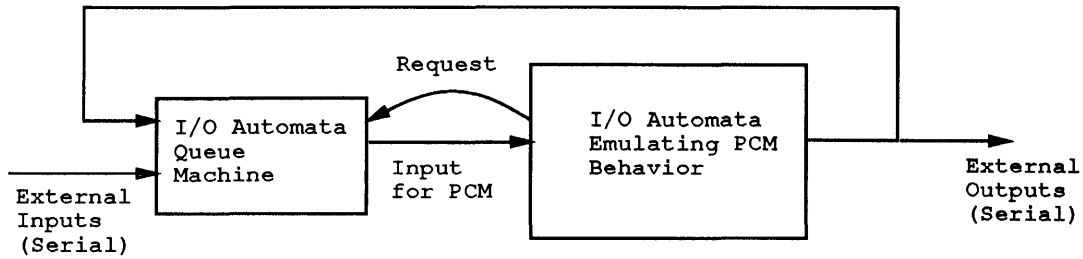 Request
I/O Automata
Queue
Machine
Input
for PCM
I/O Automata
Emulating PCM
Behavior
External
Inputs
(Serial)
External
Outputs
(Serial)